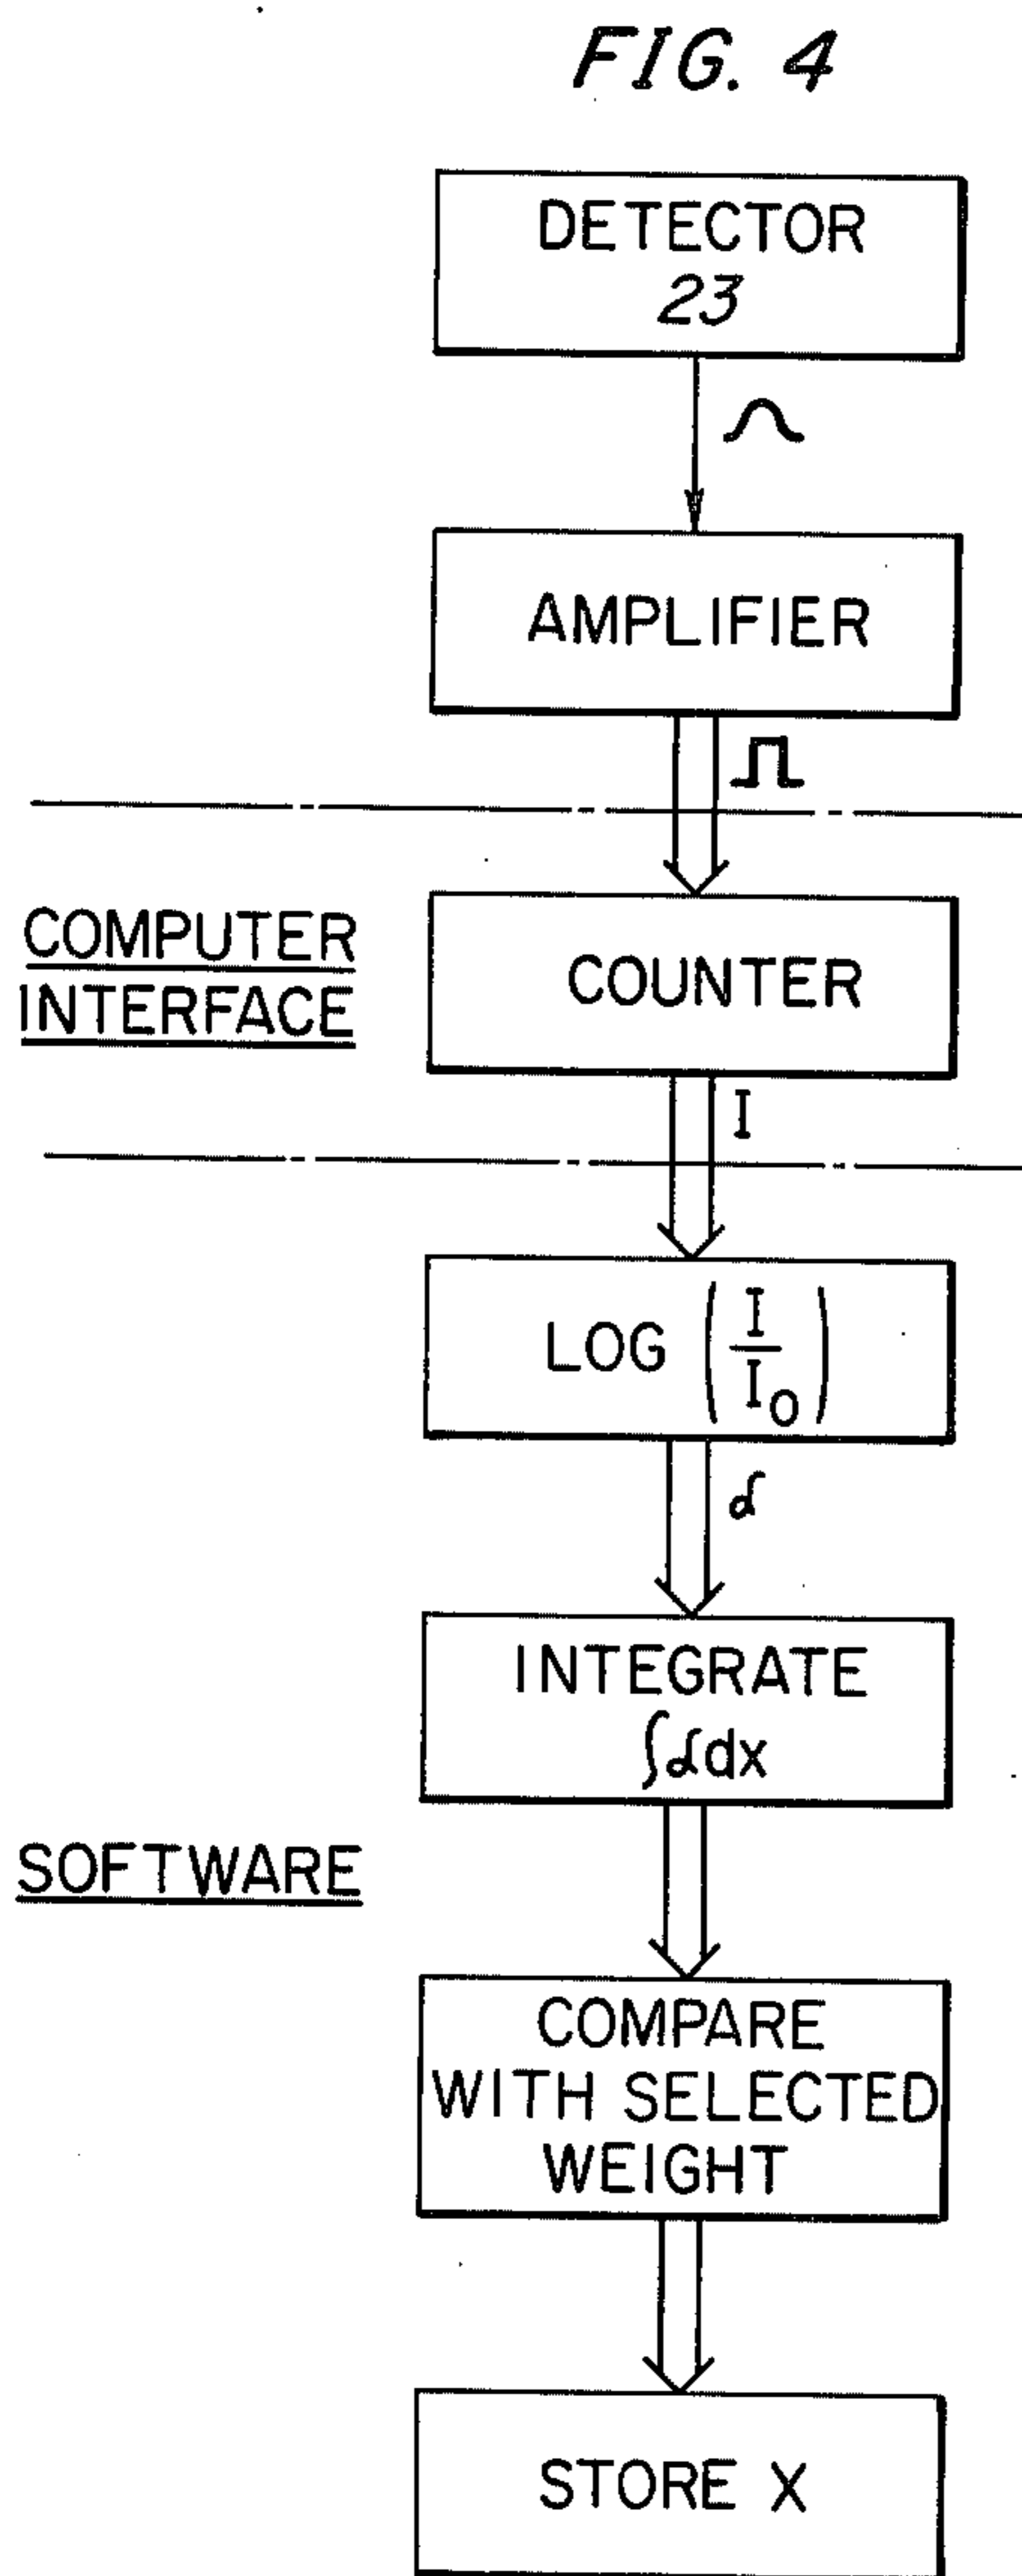 FIG. 4
DETECTOR
23
AMPLIFIER
COMPUTER
INTERFACE
COUNTER
I
LOG (I/I₀)
α
INTEGRATE
∫αdx
SOFTWARE
COMPARE
WITH SELECTED
WEIGHT
STORE X